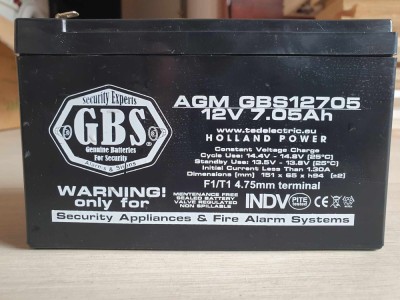 security Experts
GBS
®
Genuine Batteries
For Security
AGM GBS12705
12V 7.05Ah
www.tedelectric.eu
HOLLAND POWER
Constant Voltage Charge
Cycle Use: 14.4V - 14.8V (25°C)
Standby Use: 13.5V - 13.8V (25°C)
Initial Current Less Than 1.30A
Dimensions (mm) 151 x 65 x h94 (±2)
F1/T1 4.75mm terminal
WARNING!
only for
MAINTENANCE FREE
SEALED BATTERY
VALVE REGULATED
NON SPILLABLE
INDV
CE
Security Appliances & Fire Alarm Systems